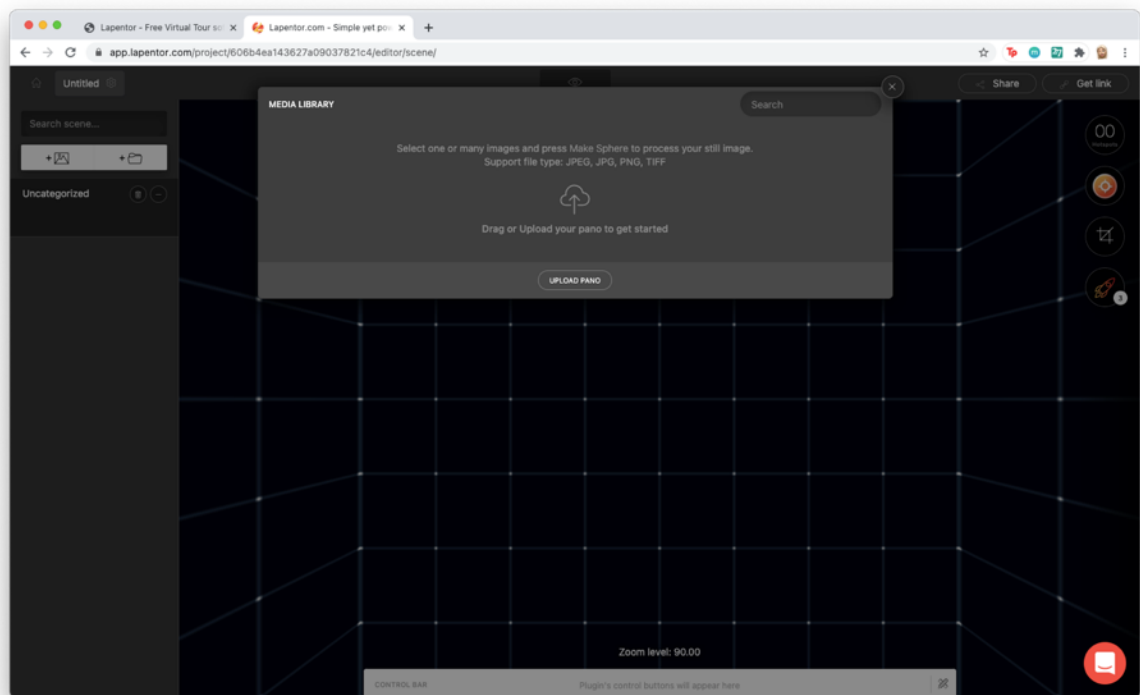 Lapentor - Free Virtual Tour so
Lapentor.com - Simple yet po
app.lapentor.com/project/606b4ea143627a09037821c4/editor/scene/
Untitled
Share
Get link
MEDIA LIBRARY
Search
Search scene...
Select one or many images and press Make Sphere to process your still image.
Support file type: JPEG, JPG, PNG, TIFF
Uncategorized
Drag or Upload your pano to get started
UPLOAD PANO
3
Zoom level: 90.00
CONTROL BAR
Plugin's control buttons will appear here